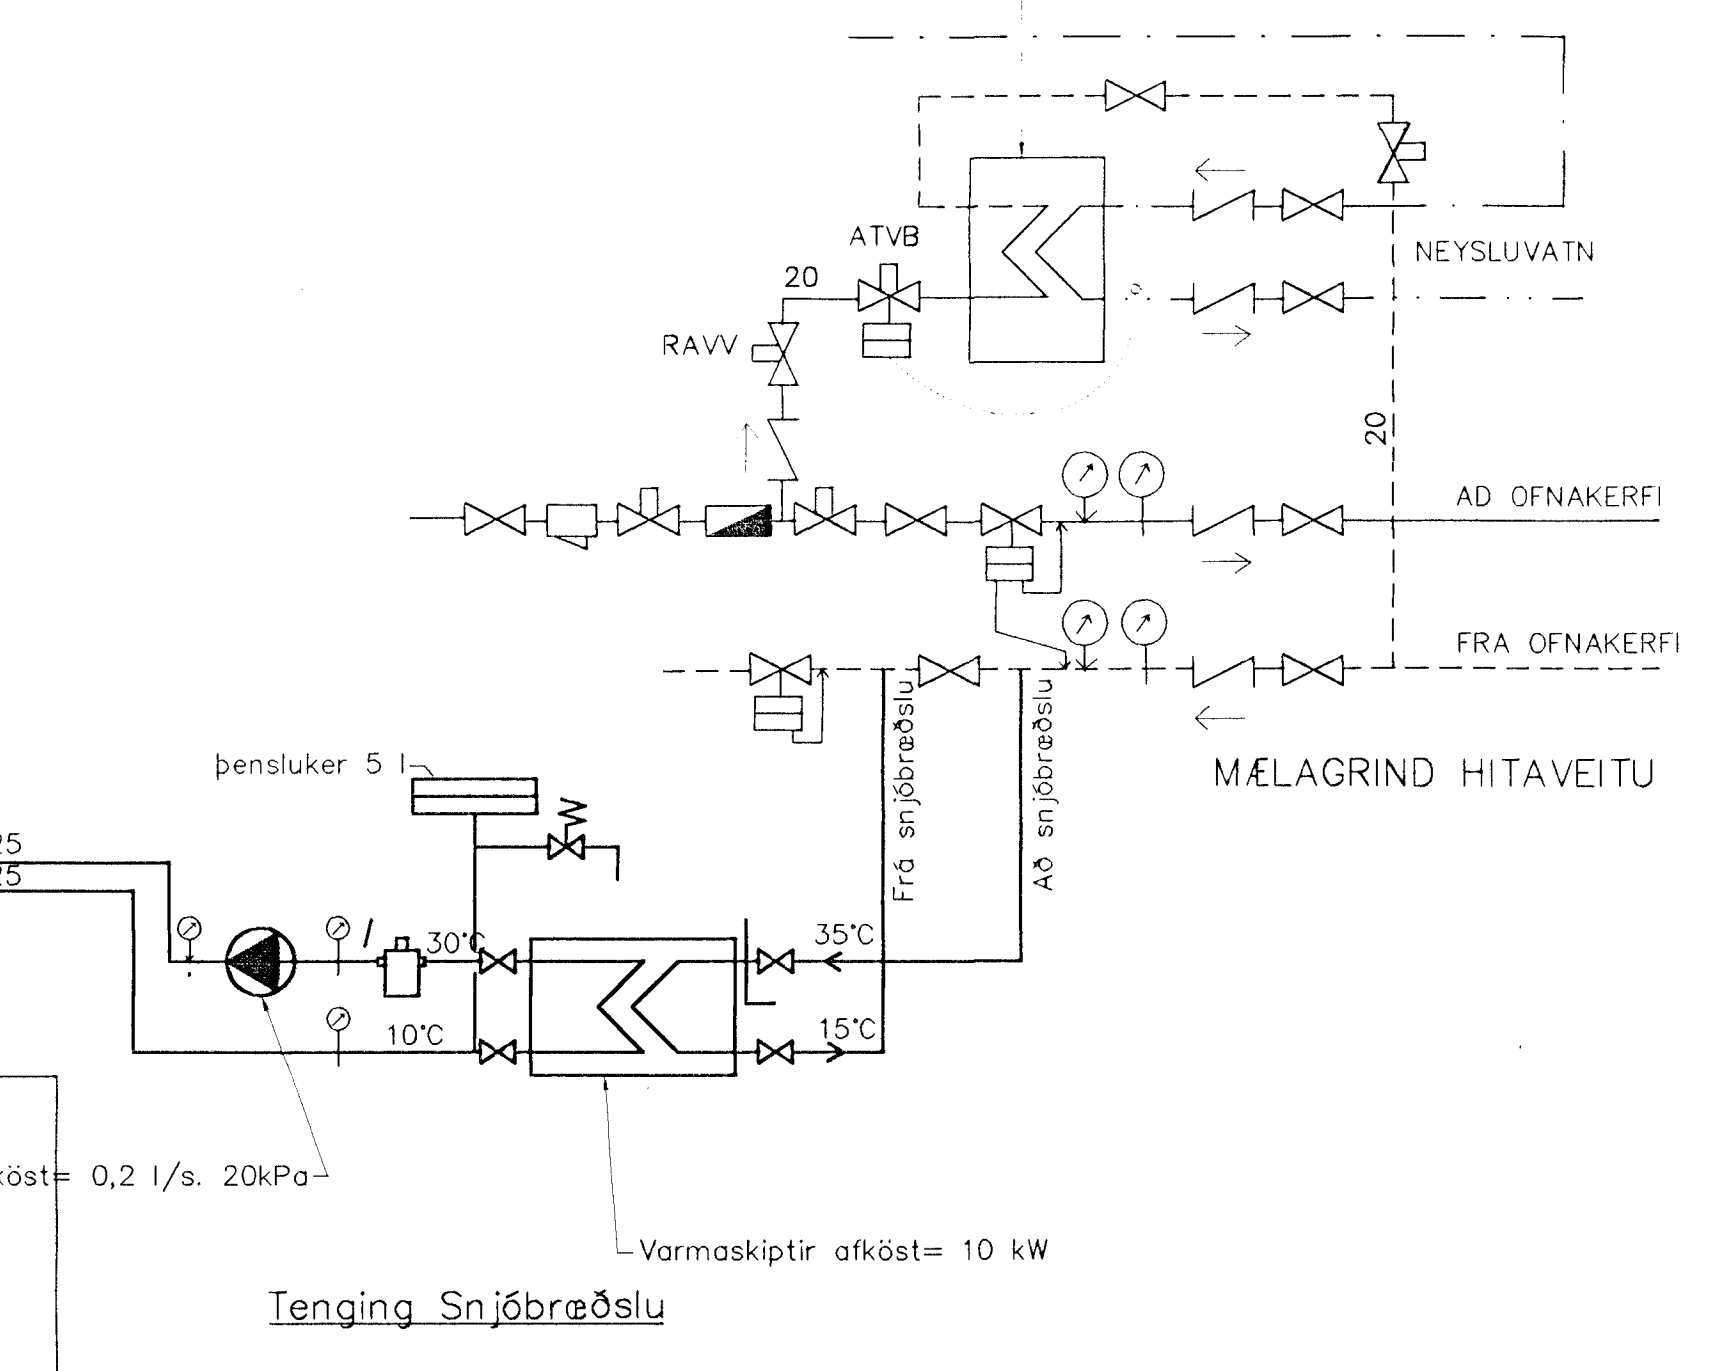 ATVB
20
NEYSLUVATN
RAVV
20
AD OFNAKERFI
FRA OFNAKERFI
Frá snjóbræðslu
Að snjóbræðslu
MÆLAGRIND HITAVEITU
þensluker 5 l
25
25
30°C
35°C
10°C
15°C
köst= 0,2 l/s. 20kPa
Varmaskiptir afköst= 10 kW
Tenging Snjóbræðslu